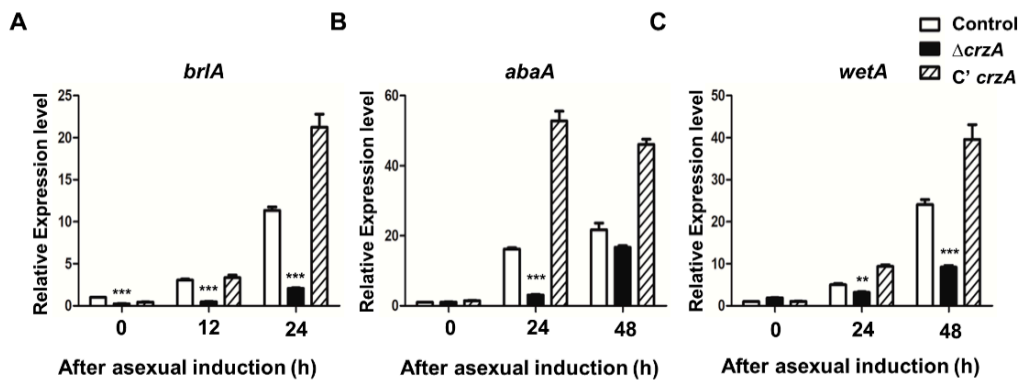 A
B
C
Control
ΔcrzA
C' crzA
brlA
abaA
wetA
Relative Expression level
25
20
15
10
5
0
***
***
***
0
12
24
After asexual induction (h)
Relative Expression level
60
40
20
0
***
0
24
48
After asexual induction (h)
Relative Expression level
50
40
30
20
10
0
**
***
0
24
48
After asexual induction (h)